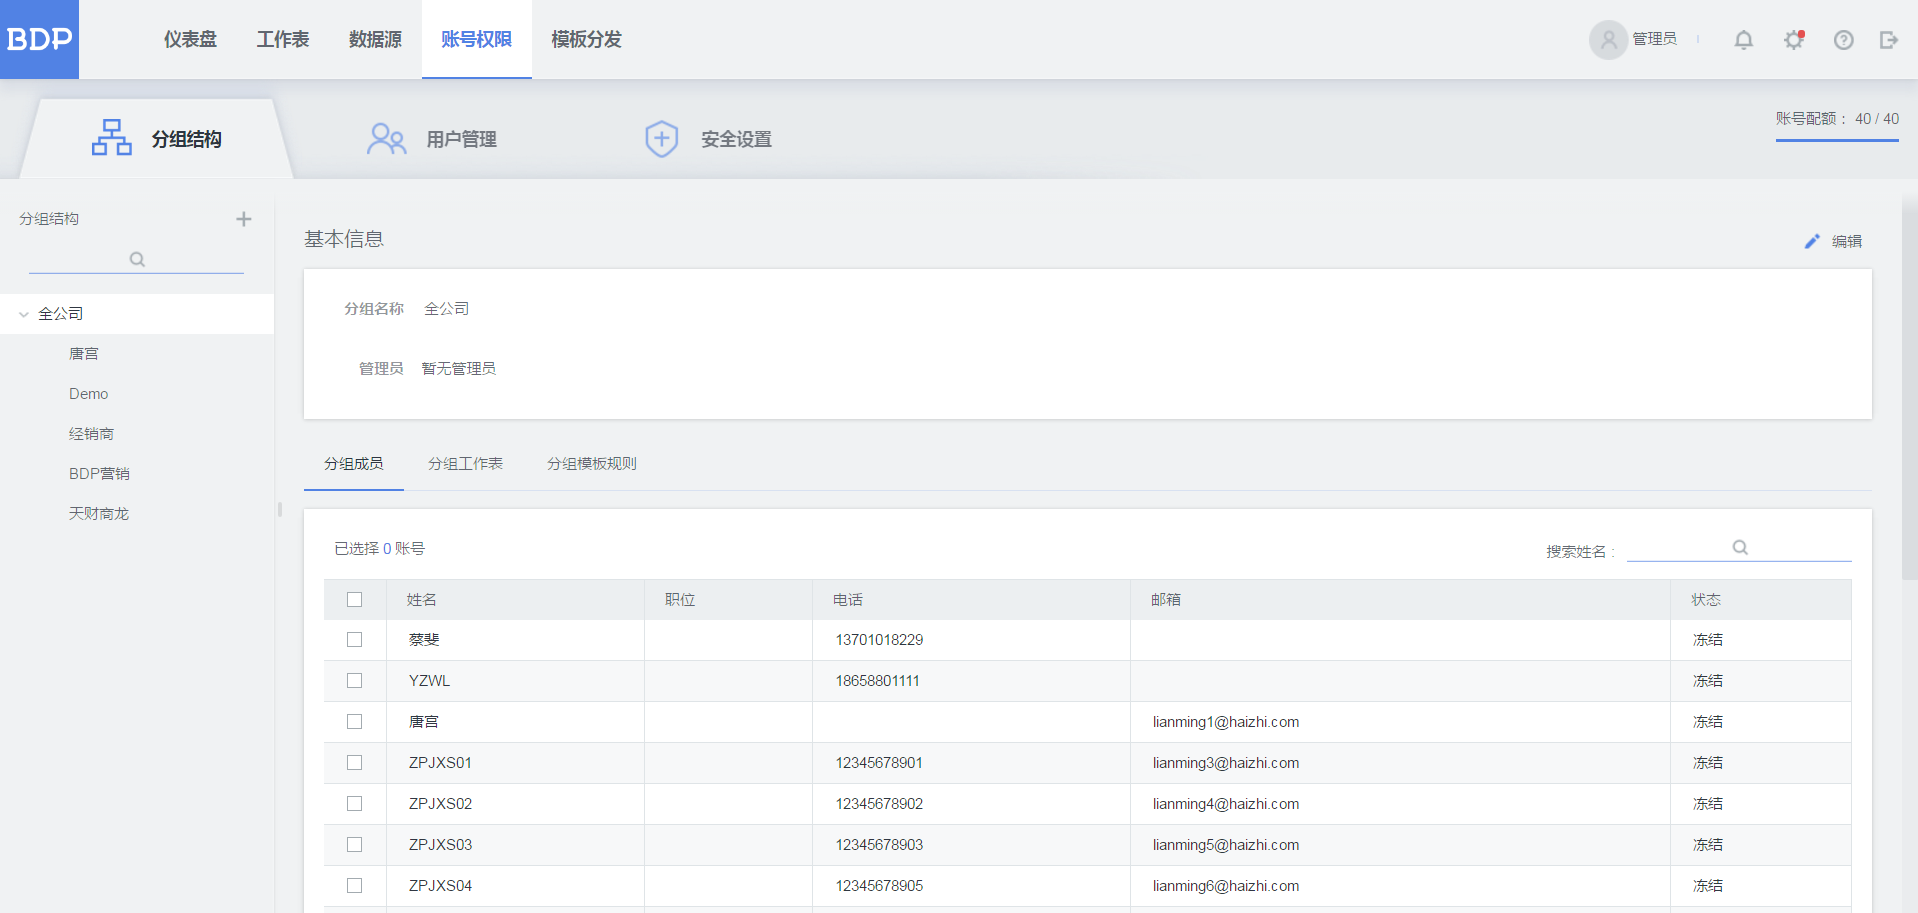 BDP 仪表盘 工作表 数据源 账号权限 模板分发 管理员
分组结构 用户管理 安全设置 账号配额： 40 / 40
分组结构
全公司
唐宫
Demo
经销商
BDP营销
天财商龙
基本信息 编辑
分组名称 全公司
管理员 暂无管理员
分组成员 分组工作表 分组模板规则
已选择 0 账号 搜索姓名 :
姓名 职位 电话 邮箱 状态
蔡斐 13701018229 冻结
YZWL 18658801111 冻结
唐宫 lianming1@haizhi.com 冻结
ZPJXS01 12345678901 lianming3@haizhi.com 冻结
ZPJXS02 12345678902 lianming4@haizhi.com 冻结
ZPJXS03 12345678903 lianming5@haizhi.com 冻结
ZPJXS04 12345678905 lianming6@haizhi.com 冻结